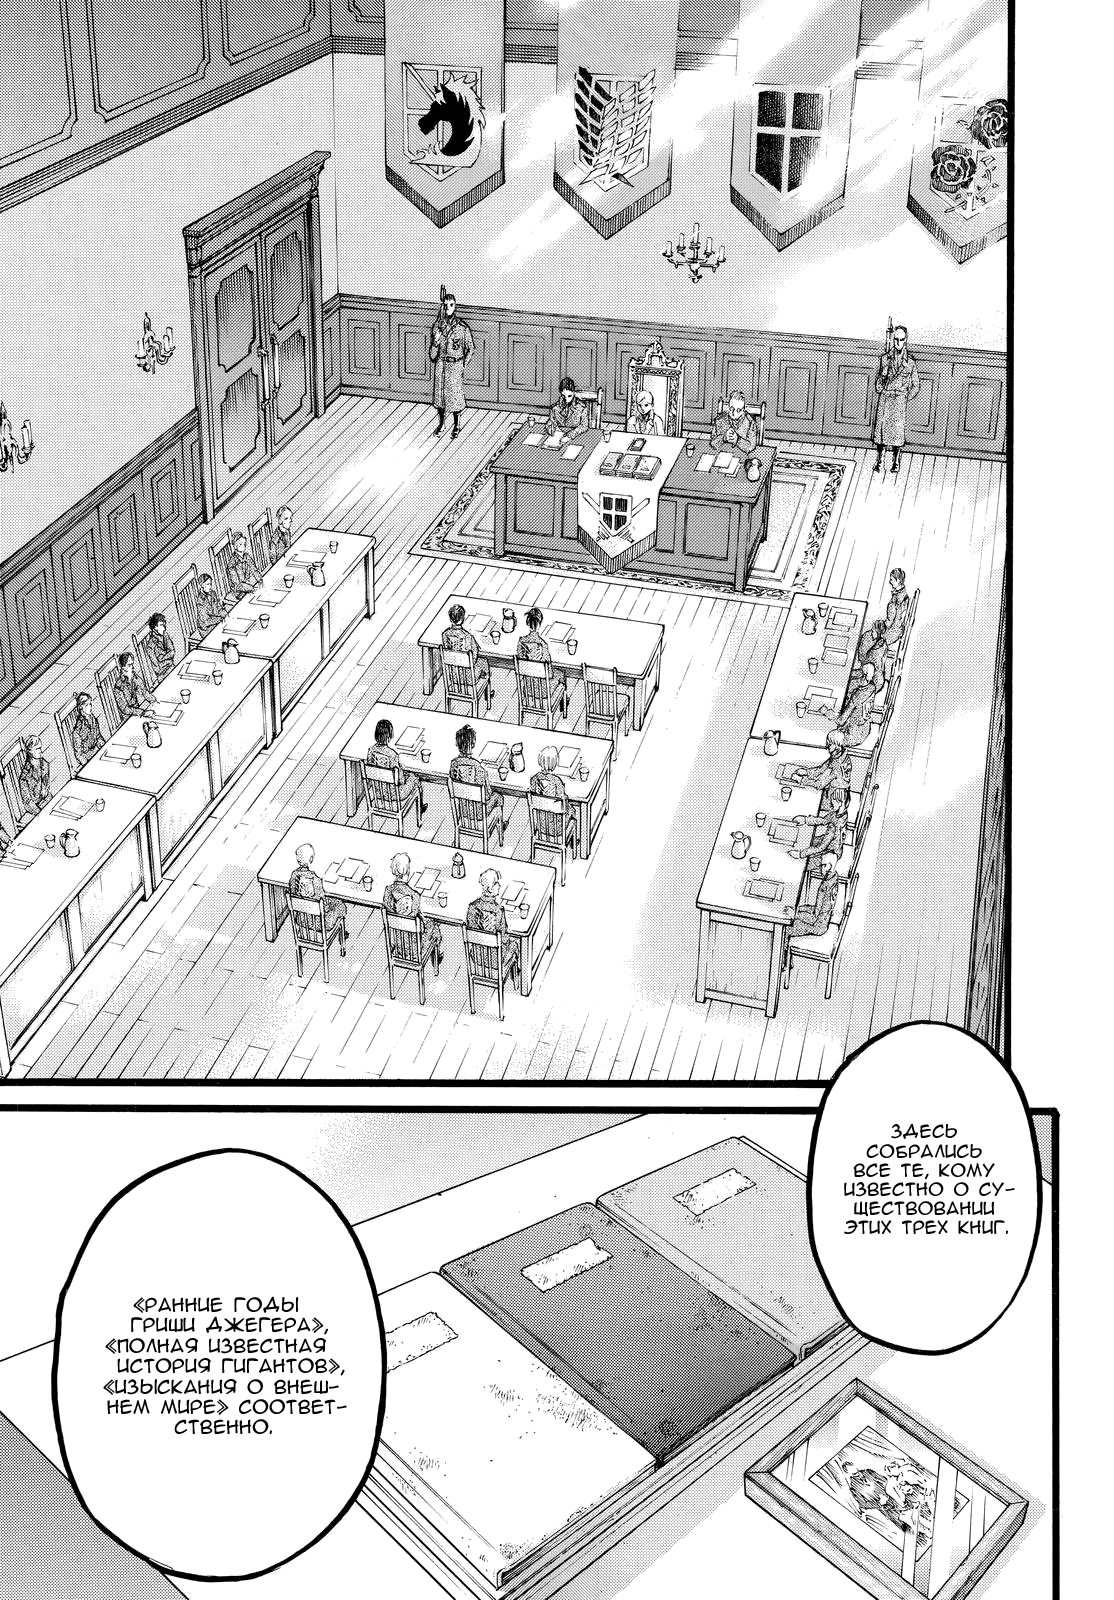 ЗДЕСЬ
СОБРАЛИСЬ
ВСЕ ТЕ, КОМУ
ИЗВЕСТНО О СУ-
ЩЕСТВОВАНИИ
ЭТИХ ТРЕХ КНИГ.
«РАННИЕ ГОДЫ
ГРИШИ ДЖЕГЕРА»,
«ПОЛНАЯ ИЗВЕСТНАЯ
ИСТОРИЯ ГИГАНТОВ»,
«ИЗЫСКАНИЯ О ВНЕШ-
НЕМ МИРЕ» СООТВЕТ-
СТВЕННО.